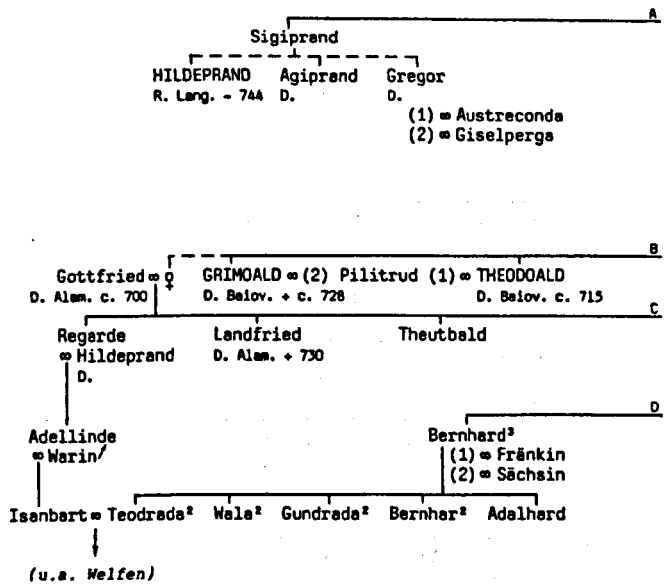 A
Sigiprand
HILDEPRAND Agiprand Gregor
R. Lang. - 744 D. D.
(1) ∞ Austreconda
(2) ∞ Giselperga
B
Gottfried ∞ ♀ GRIMOALD ∞ (2) Pilitrud (1) ∞ THEODOALD
D. Alam. c. 700 D. Baiov. + c. 728 D. Baiov. c. 715
C
Regarde Landfried Theutbald
∞ Hildeprand D. Alam. + 730
D.
D
Adellinde Bernhard³
∞ Warin (1) ∞ Fränkin
(2) ∞ Sächsin
Isanbart ∞ Teodrada² Wala² Gundrada² Bernhar² Adalhard
(u.a. Welfen)